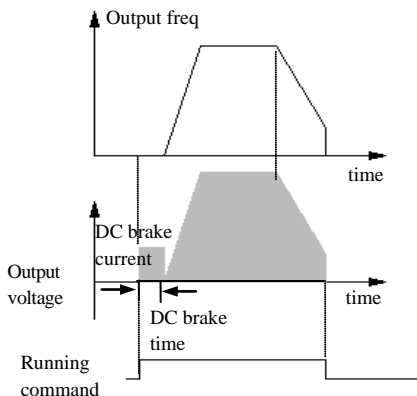 Output freq
time
DC brake
current
Output
voltage
time
DC brake
time
Running
command